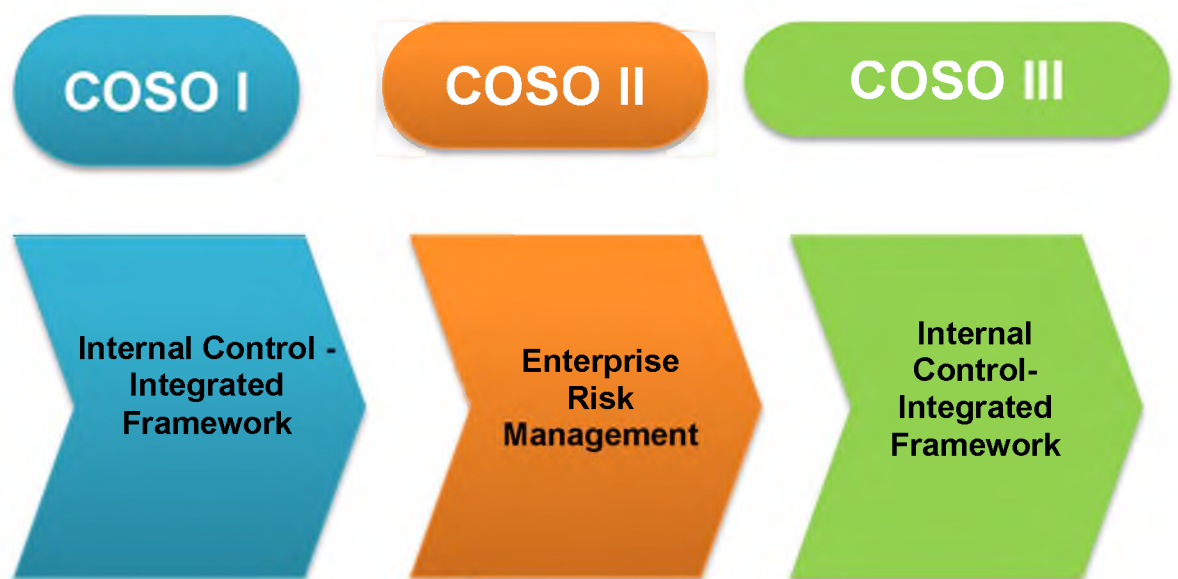 COSO I
COSO II
COSO III
Internal Control -
Integrated
Framework
Enterprise
Risk
Management
Internal
Control-
Integrated
Framework